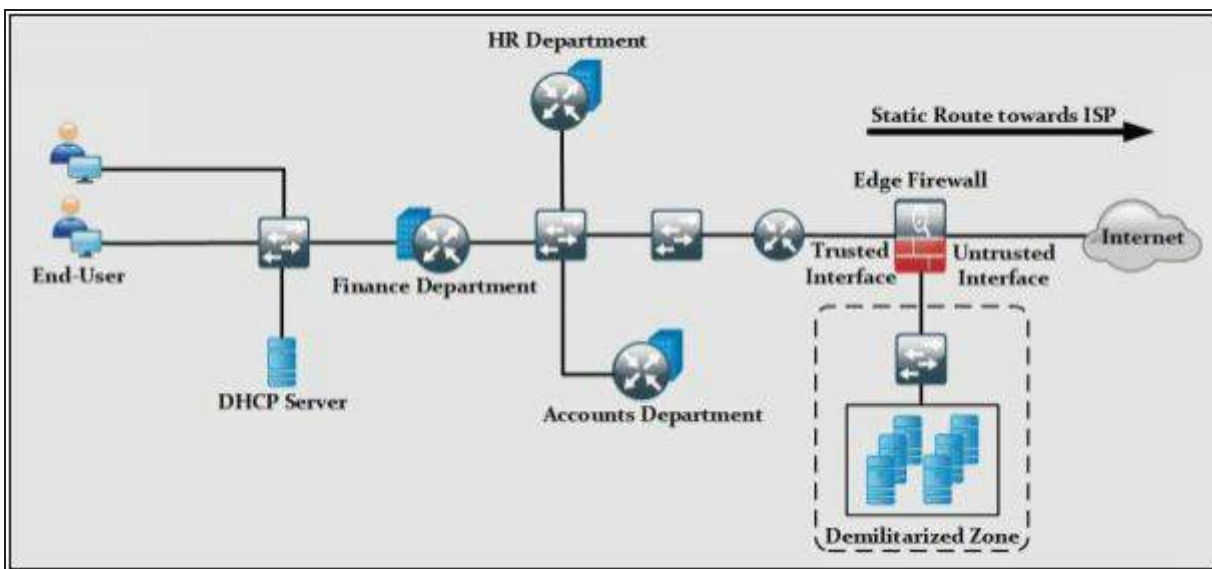 HR Department
Static Route towards ISP
Edge Firewall
Internet
Trusted
Interface
Untrusted
Interface
End-User
Finance Department
DHCP Server
Accounts Department
Demilitarized Zone